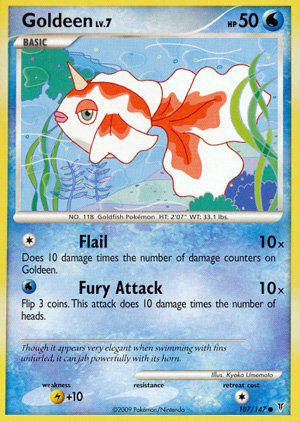 Goldeen LV.7 HP 50
BASIC
NO. 118 Goldfish Pokémon HT: 2'07" WT: 33.1 lbs.
Flail 10x
Does 10 damage times the number of damage counters on
Goldeen.
Fury Attack 10x
Flip 3 coins. This attack does 10 damage times the number of
heads.
Though it appears very elegant when swimming with fins
unfurled, it can jab powerfully with its horn.
Illus. Kyoko Umemoto
weakness resistance retreat cost
+10
©2009 Pokémon/Nintendo 107/147